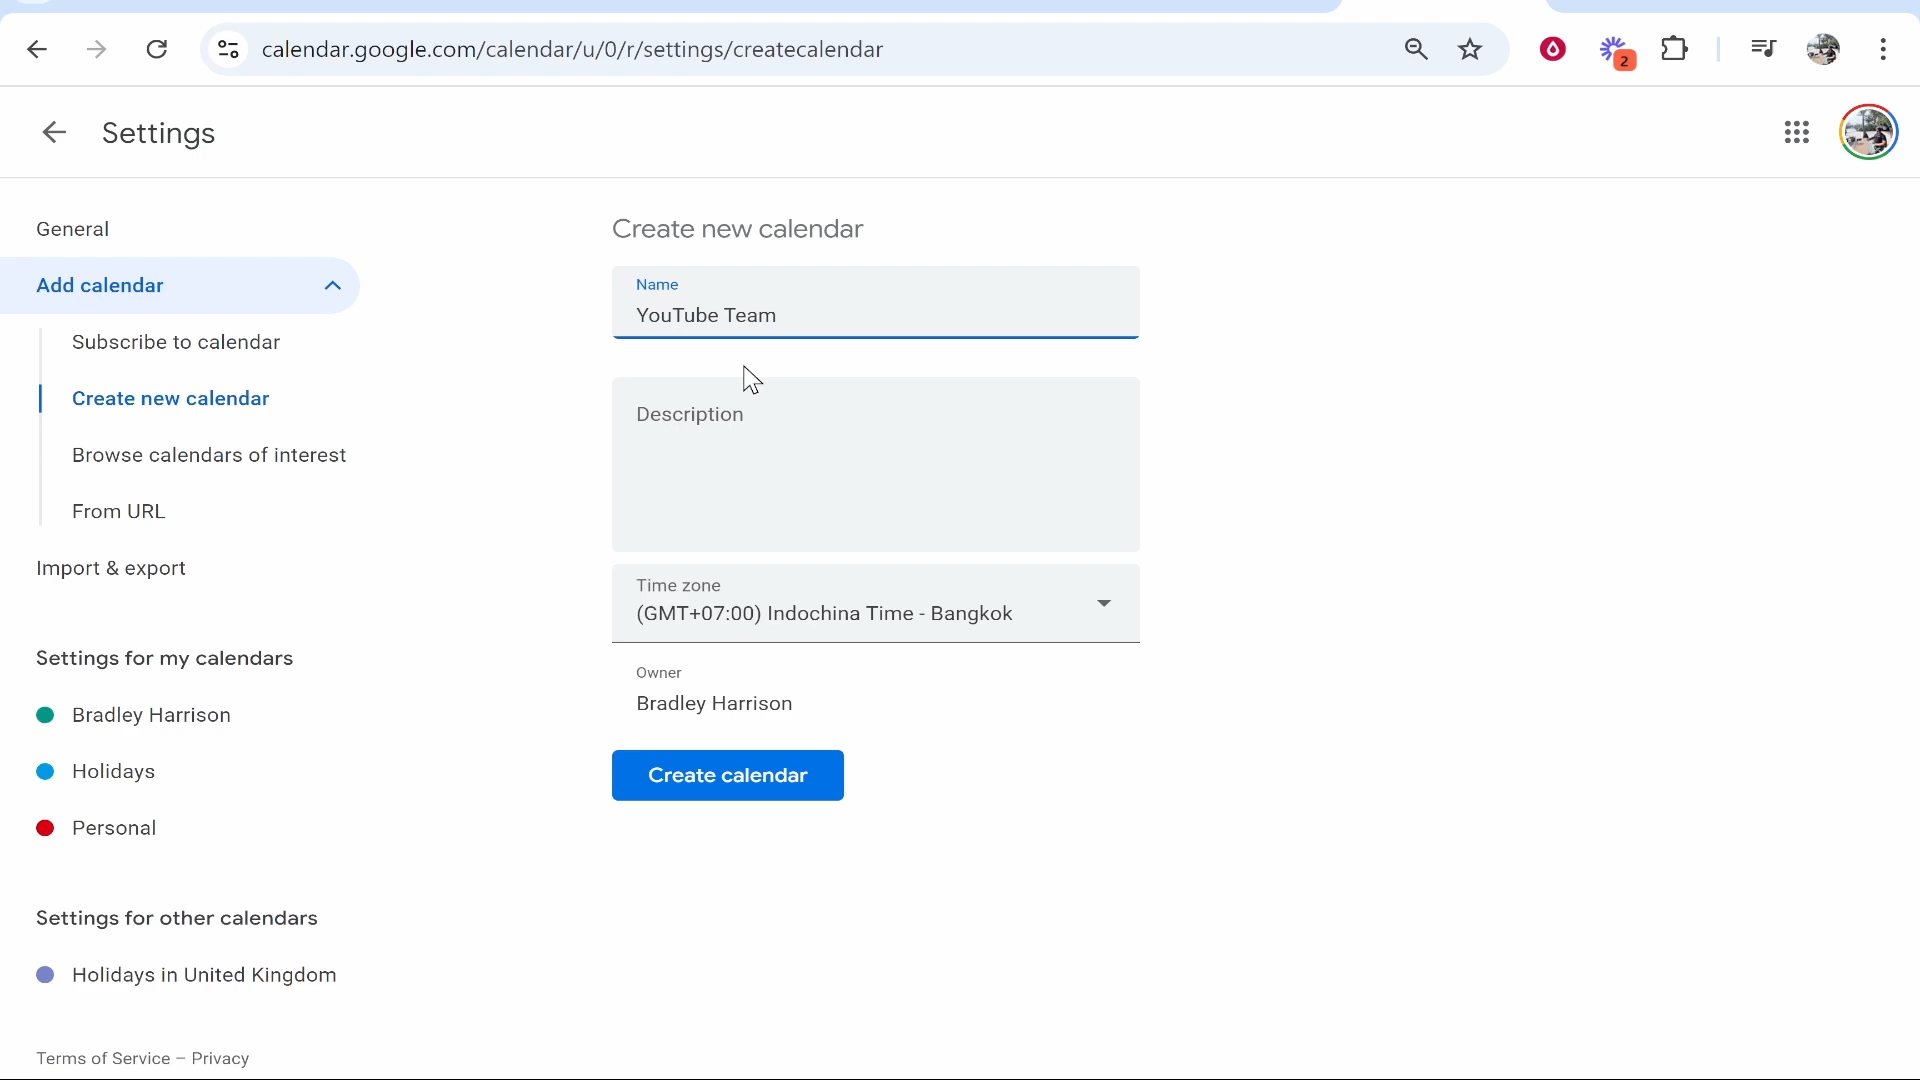 calendar.google.com/calendar/u/0/r/settings/createcalendar
2
Settings
General
Add calendar
Subscribe to calendar
Create new calendar
Browse calendars of interest
From URL
Import & export
Settings for my calendars
Bradley Harrison
Holidays
Personal
Settings for other calendars
Holidays in United Kingdom
Terms of Service – Privacy
Create new calendar
Name
YouTube Team
Description
Time zone
(GMT+07:00) Indochina Time - Bangkok
Owner
Bradley Harrison
Create calendar